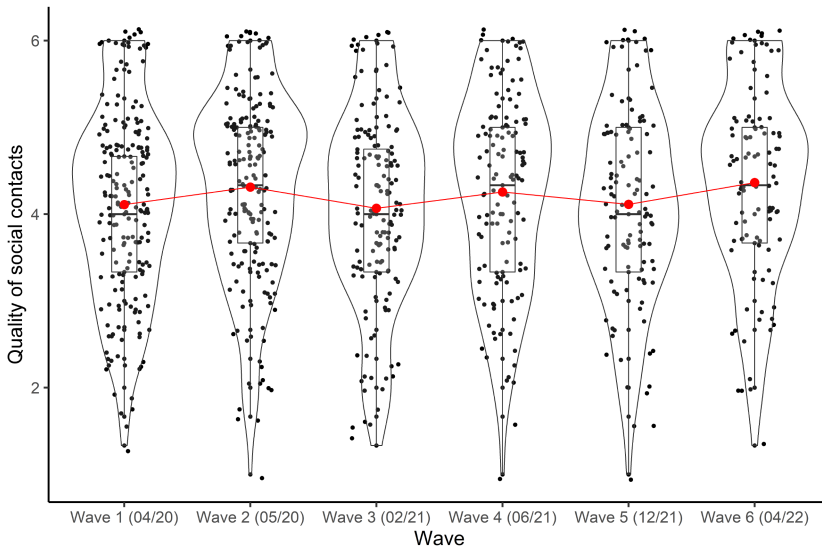 Quality of social contacts
6
4
2
Wave 1 (04/20) Wave 2 (05/20) Wave 3 (02/21) Wave 4 (06/21) Wave 5 (12/21) Wave 6 (04/22)
Wave